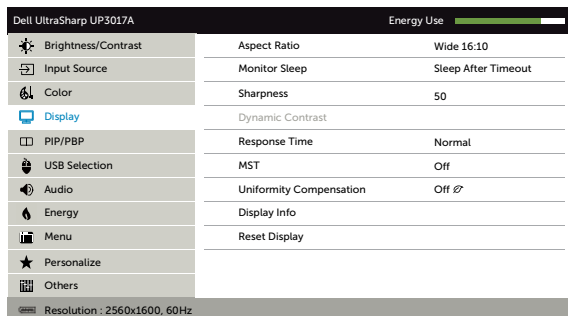 Dell UltraSharp UP3017A Energy Use
Brightness/Contrast Aspect Ratio Wide 16:10
Input Source Monitor Sleep Sleep After Timeout
Color Sharpness 50
Display Dynamic Contrast
PIP/PBP Response Time Normal
USB Selection MST Off
Audio Uniformity Compensation Off
Energy Display Info
Menu Reset Display
Personalize
Others
Resolution : 2560x1600, 60Hz